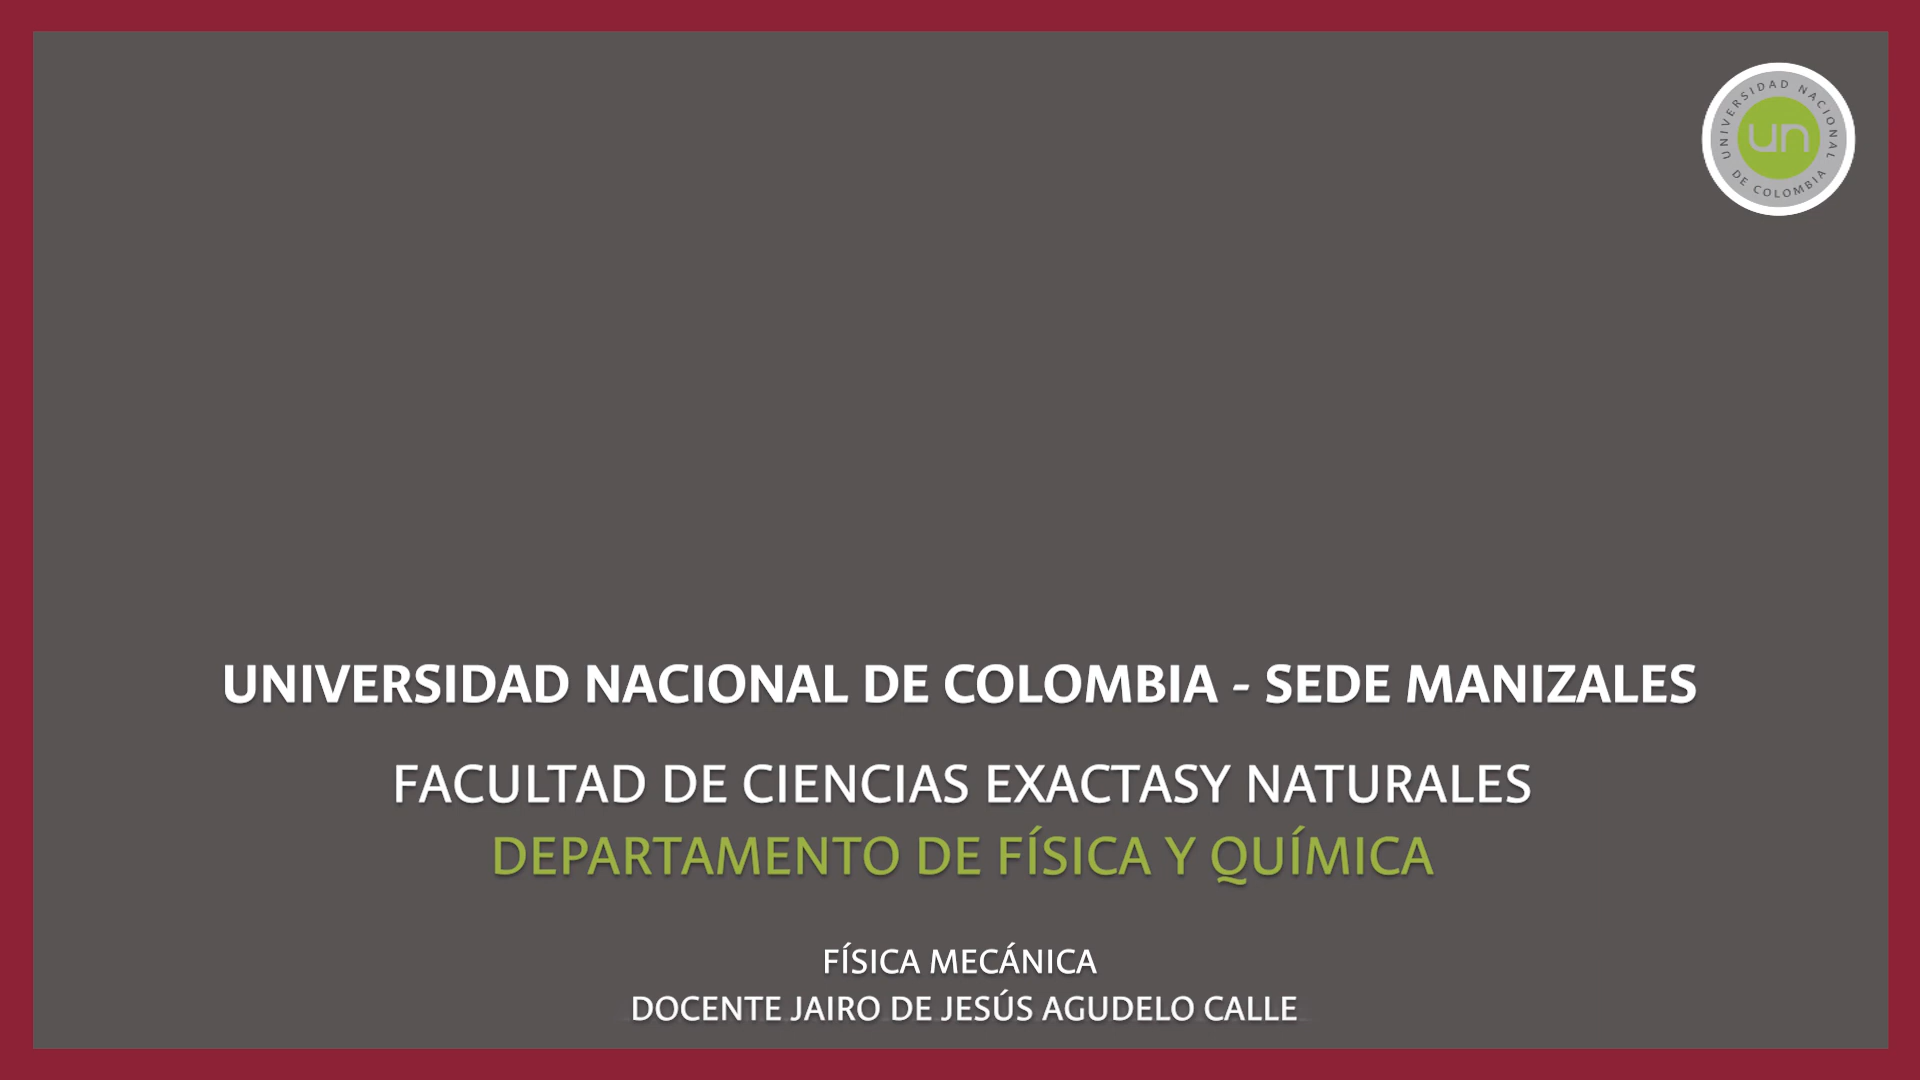 UNIVERSIDAD NACIONAL
un
DE COLOMBIA
UNIVERSIDAD NACIONAL DE COLOMBIA - SEDE MANIZALES
FACULTAD DE CIENCIAS EXACTASY NATURALES
DEPARTAMENTO DE FÍSICA Y QUÍMICA
FÍSICA MECÁNICA
DOCENTE JAIRO DE JESÚS AGUDELO CALLE